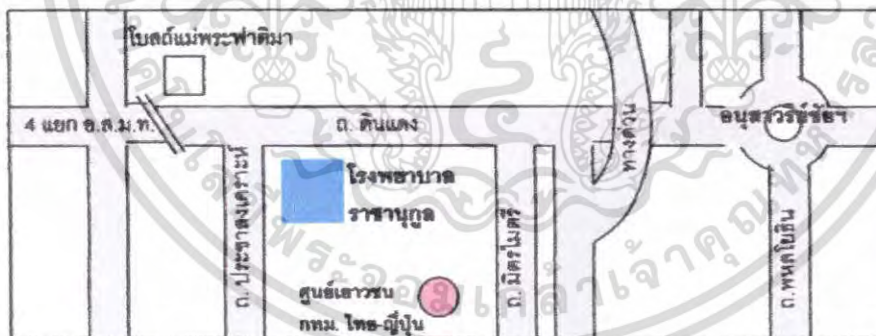 โบสถ์แม่พระฟาติมา
4 แยก อ.ส.ม.ท.
ถ. ดินแดง
อนุสาวรีย์ชัยฯ
ทางด่วน
ถ. ประชาสงเคราะห์
โรงพยาบาล
ราชานุกูล
ถ. มิตรไมตรี
ถ. พหลโยธิน
ศูนย์เยาวชน
กทม. ไทย-ญี่ปุ่น